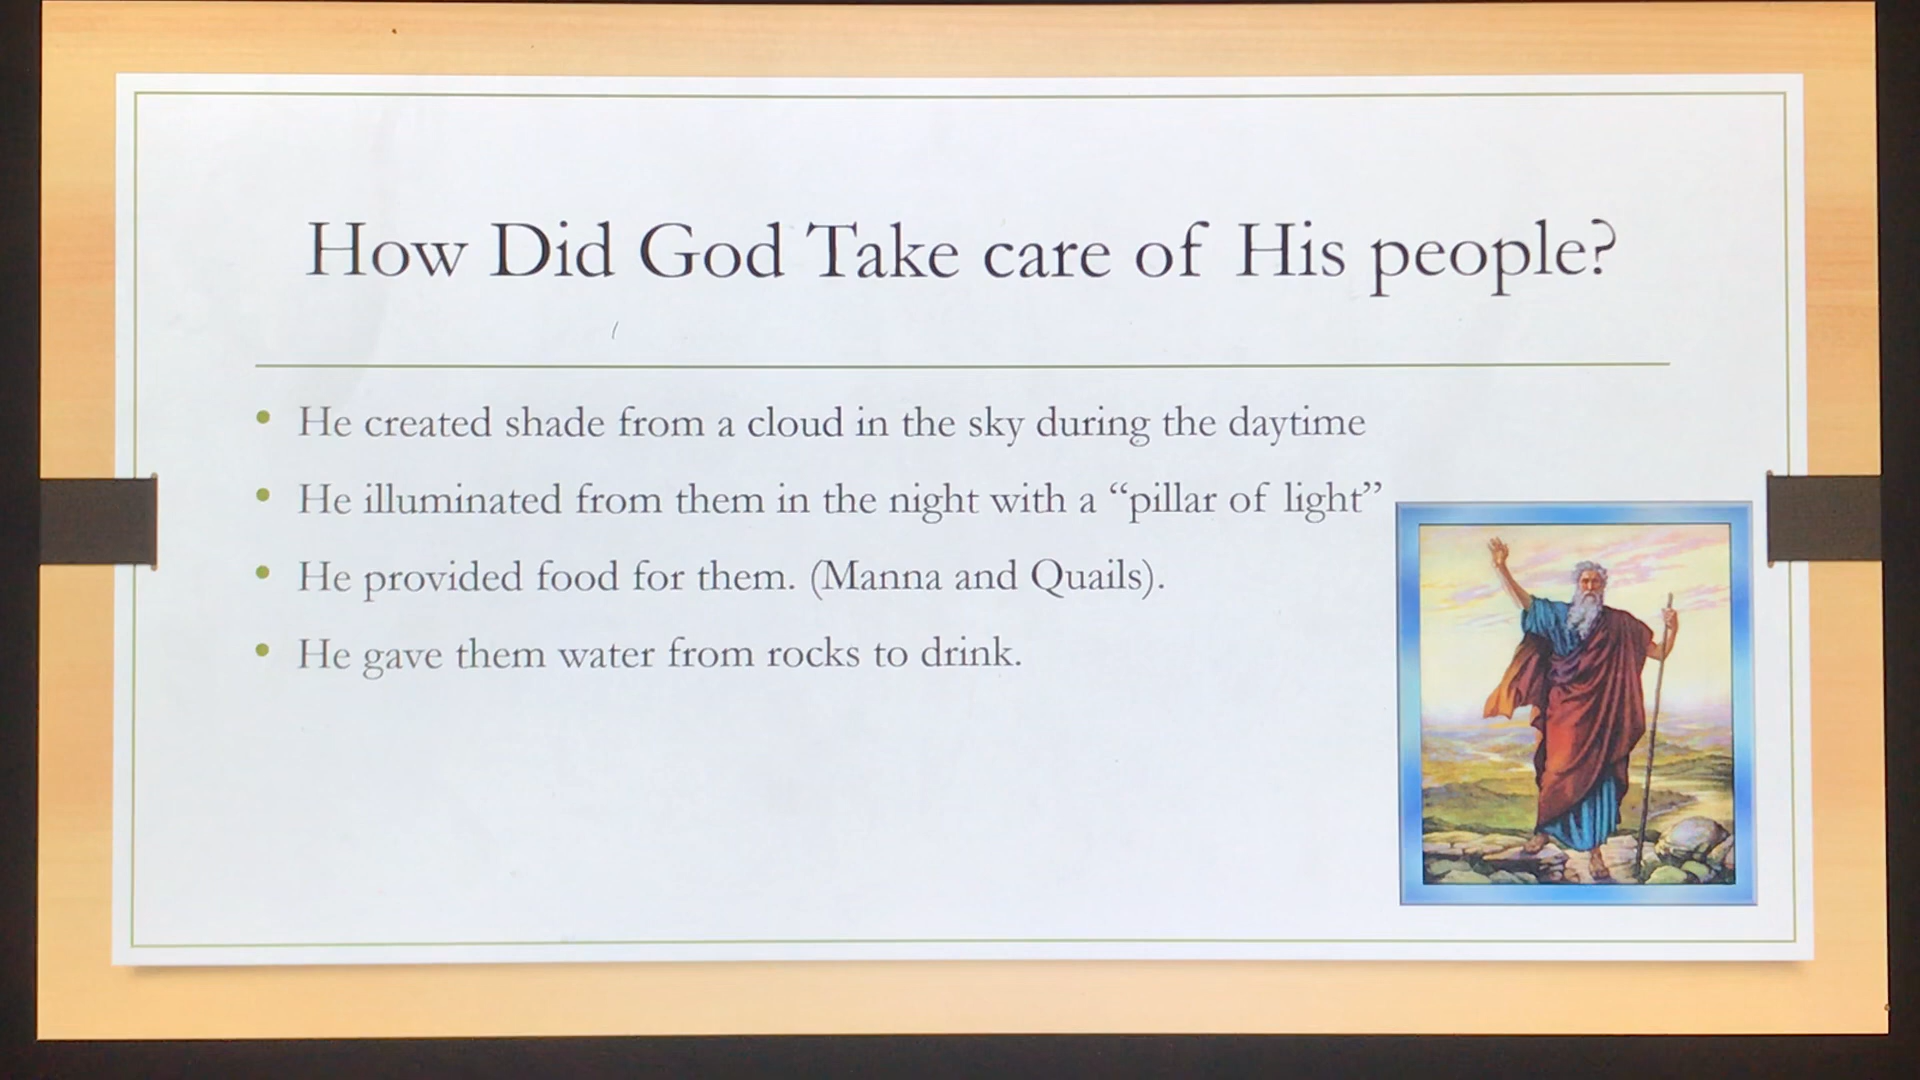 How Did God Take care of His people?
He created shade from a cloud in the sky during the daytime
He illuminated from them in the night with a “pillar of light”
He provided food for them. (Manna and Quails).
He gave them water from rocks to drink.